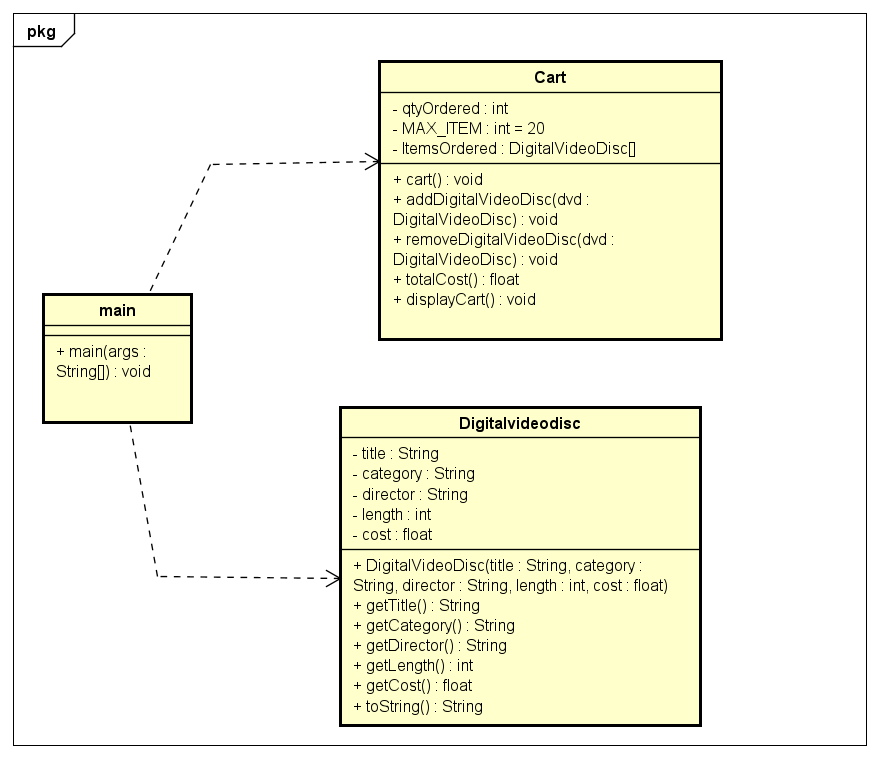 pkg
Cart
- qtyOrdered : int
- MAX_ITEM : int = 20
- ItemsOrdered : DigitalVideoDisc[]
+ cart() : void
+ addDigitalVideoDisc(dvd :
DigitalVideoDisc) : void
+ removeDigitalVideoDisc(dvd :
DigitalVideoDisc) : void
+ totalCost() : float
+ displayCart() : void
main
+ main(args :
String[]) : void
Digitalvideodisc
- title : String
- category : String
- director : String
- length : int
- cost : float
+ DigitalVideoDisc(title : String, category :
String, director : String, length : int, cost : float)
+ getTitle() : String
+ getCategory() : String
+ getDirector() : String
+ getLength() : int
+ getCost() : float
+ toString() : String